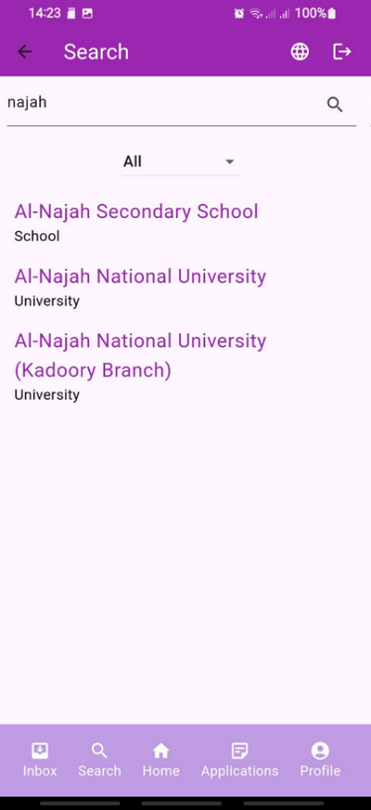 14:23 100%
Search
najah
All
Al-Najah Secondary School
School
Al-Najah National University
University
Al-Najah National University
(Kadoory Branch)
University
Inbox Search Home Applications Profile